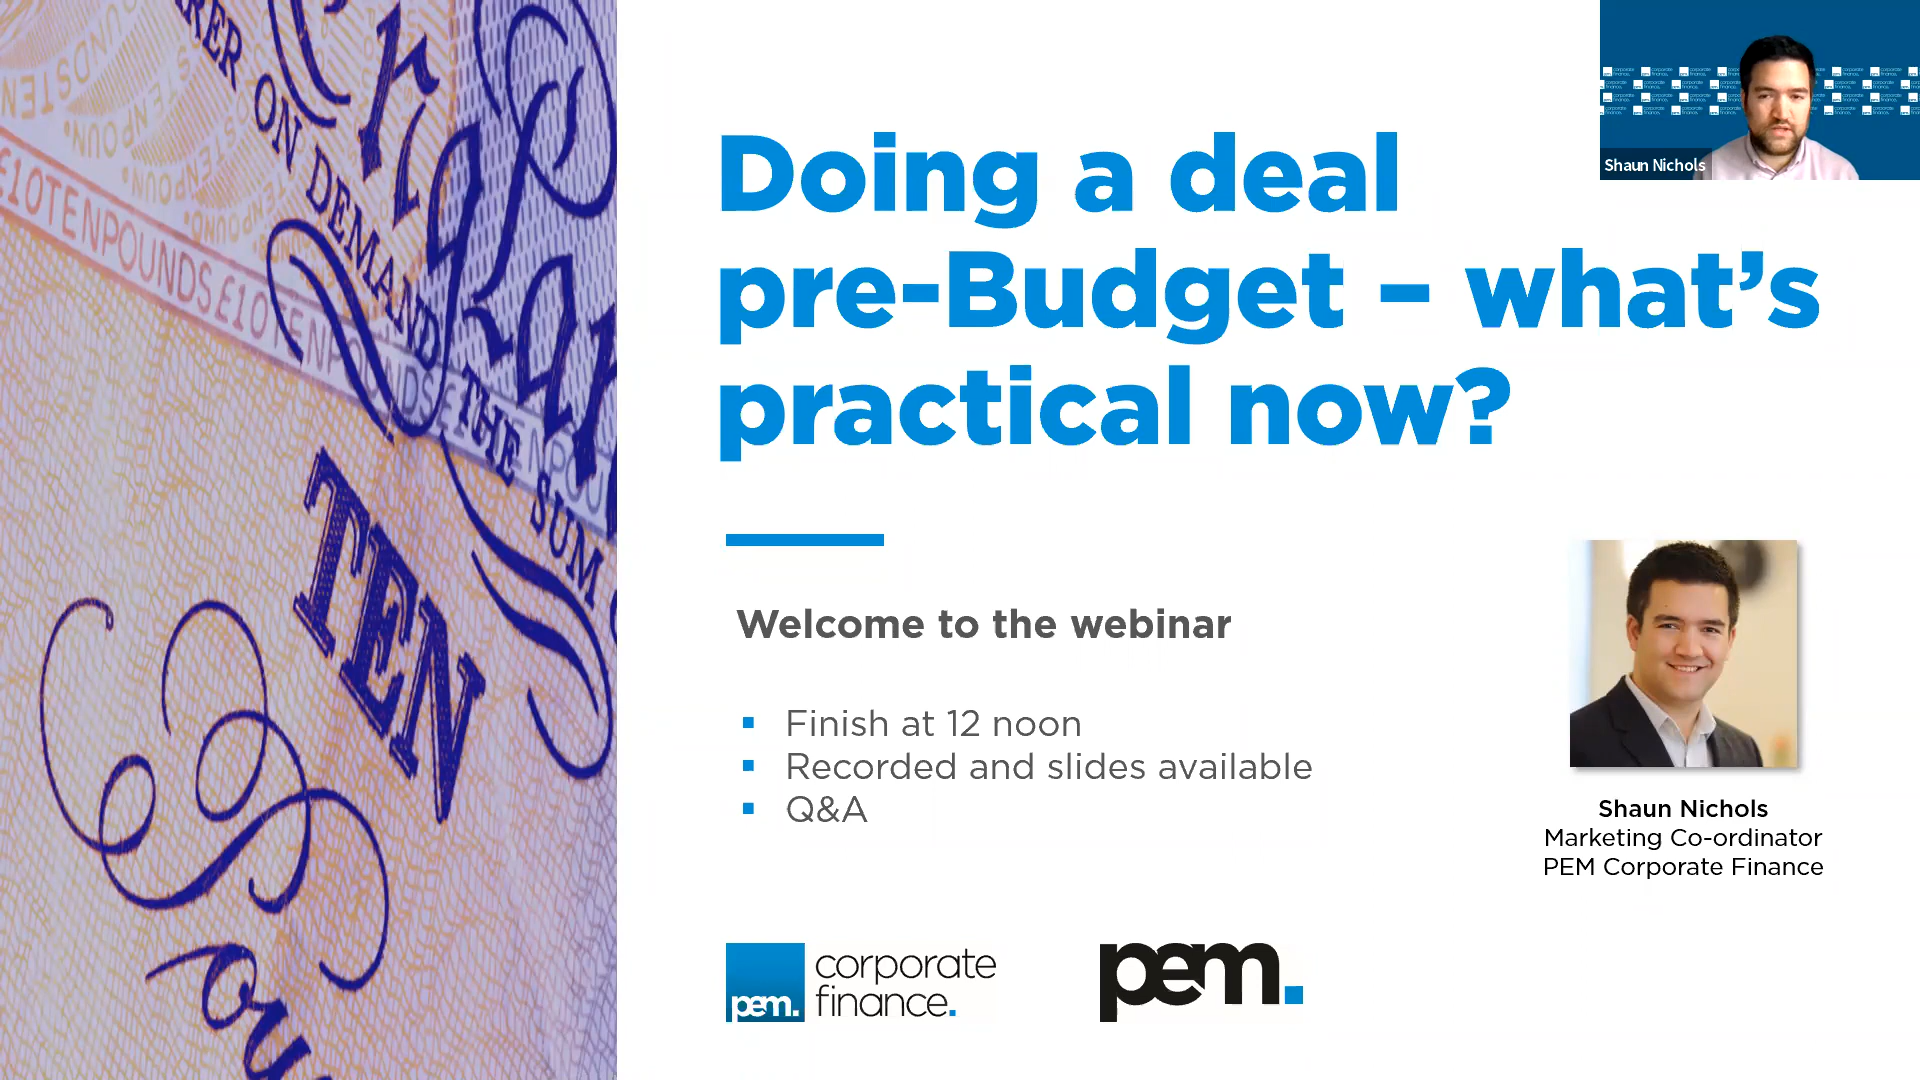 Doing a deal
pre-Budget – what’s
practical now?
Welcome to the webinar
▪ Finish at 12 noon
▪ Recorded and slides available
▪ Q&A
Shaun Nichols
Shaun Nichols
Marketing Co-ordinator
PEM Corporate Finance
pem. corporate
finance.
pem.
RER ON DEMAND THE SUM
£10TENPOUNDS£10TENPOUNDS£
TEN